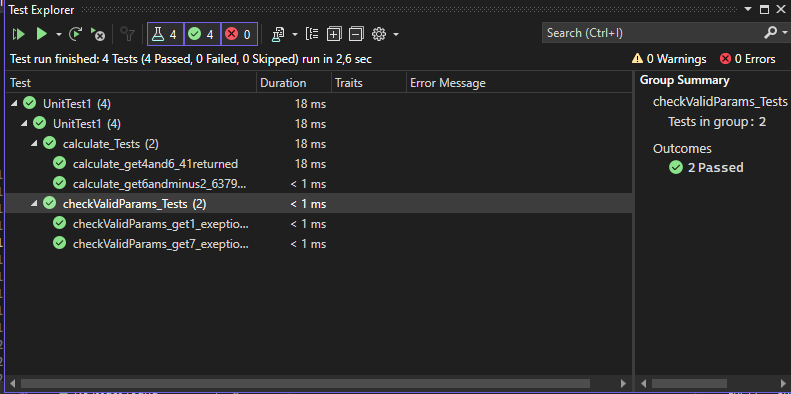 Test Explorer
4 4 0
Search (Ctrl+I)
Test run finished: 4 Tests (4 Passed, 0 Failed, 0 Skipped) run in 2,6 sec
0 Warnings 0 Errors
Test Duration Traits Error Message
UnitTest1 (4) 18 ms
UnitTest1 (4) 18 ms
calculate_Tests (2) 18 ms
calculate_get4and6_41returned 18 ms
calculate_get6andminus2_6379... < 1 ms
checkValidParams_Tests (2) < 1 ms
checkValidParams_get1_exeptio... < 1 ms
checkValidParams_get7_exeptio... < 1 ms
Group Summary
checkValidParams_Tests
Tests in group: 2
Outcomes
2 Passed